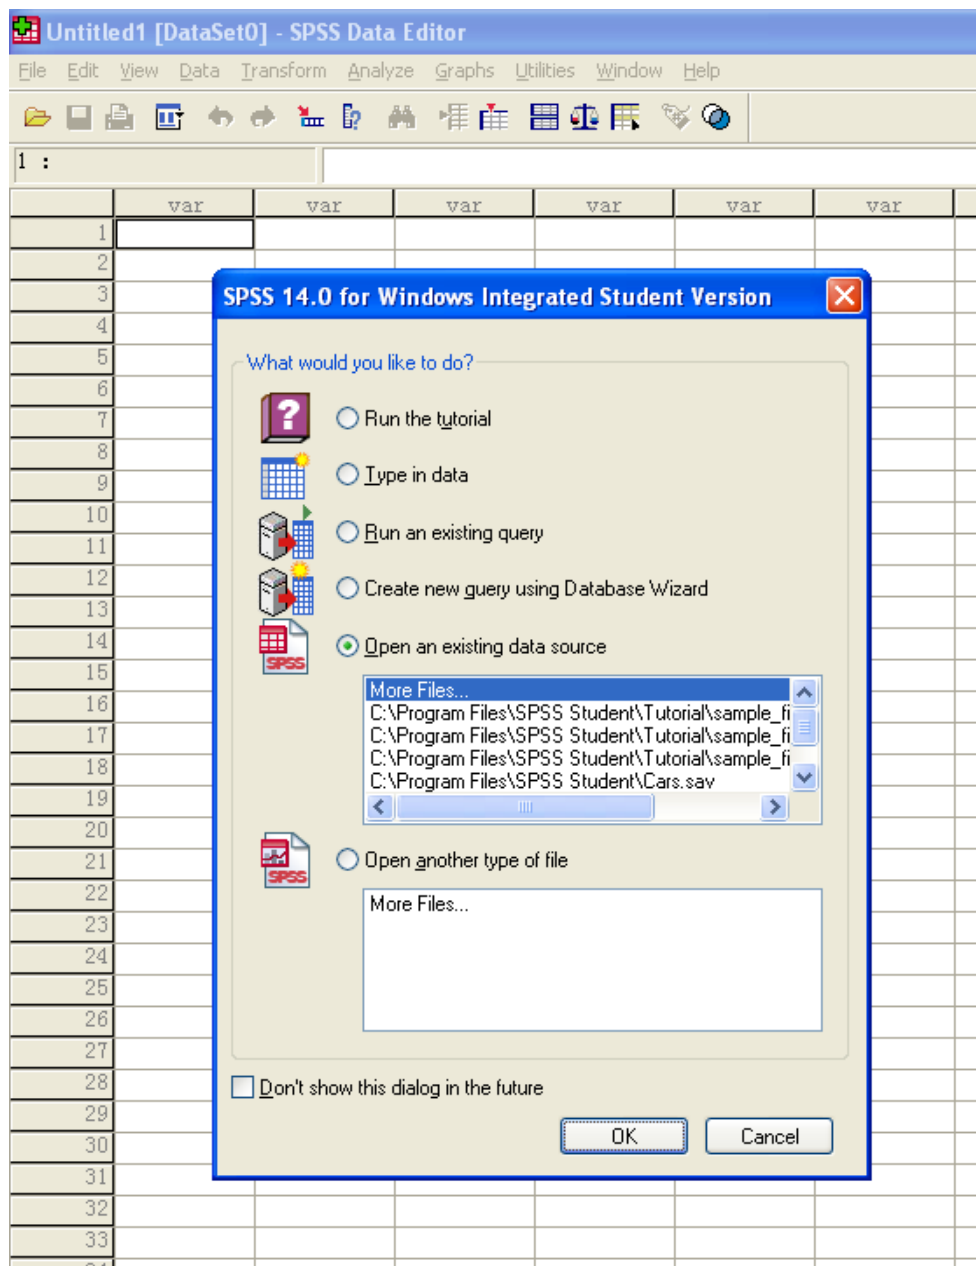 Untitled1 [DataSet0] - SPSS Data Editor
File Edit View Data Transform Analyze Graphs Utilities Window Help
1 :
var var var var var var
1
2
3
SPSS 14.0 for Windows Integrated Student Version
4
5
What would you like to do?
6
7
Run the tutorial
8
9
Type in data
10
11
Run an existing query
12
13
Create new query using Database Wizard
14
Open an existing data source
SPSS
15
More Files...
16
C:\Program Files\SPSS Student\Tutorial\sample_fi
17
C:\Program Files\SPSS Student\Tutorial\sample_fi
18
C:\Program Files\SPSS Student\Tutorial\sample_fi
C:\Program Files\SPSS Student\Cars.sav
19
20
21
Open another type of file
SPSS
22
More Files...
23
24
25
26
27
28
Don't show this dialog in the future
29
30
OK Cancel
31
32
33